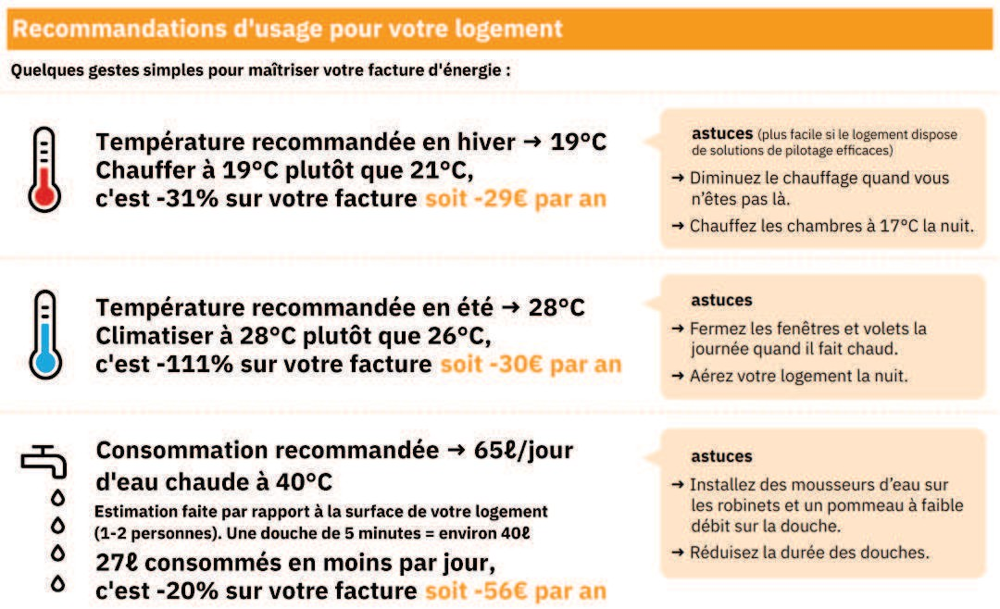 Recommandations d'usage pour votre logement
Quelques gestes simples pour maîtriser votre facture d'énergie :
Température recommandée en hiver → 19°C
Chauffer à 19°C plutôt que 21°C,
c'est -31% sur votre facture soit -29€ par an
astuces (plus facile si le logement dispose
de solutions de pilotage efficaces)
→ Diminuez le chauffage quand vous
n'êtes pas là.
→ Chauffez les chambres à 17°C la nuit.
Température recommandée en été → 28°C
Climatiser à 28°C plutôt que 26°C,
c'est -111% sur votre facture soit -30€ par an
astuces
→ Fermez les fenêtres et volets la
journée quand il fait chaud.
→ Aérez votre logement la nuit.
Consommation recommandée → 65ℓ/jour
d'eau chaude à 40°C
Estimation faite par rapport à la surface de votre logement
(1-2 personnes). Une douche de 5 minutes = environ 40ℓ
27ℓ consommés en moins par jour,
c'est -20% sur votre facture soit -56€ par an
astuces
→ Installez des mousseurs d’eau sur
les robinets et un pommeau à faible
débit sur la douche.
→ Réduisez la durée des douches.